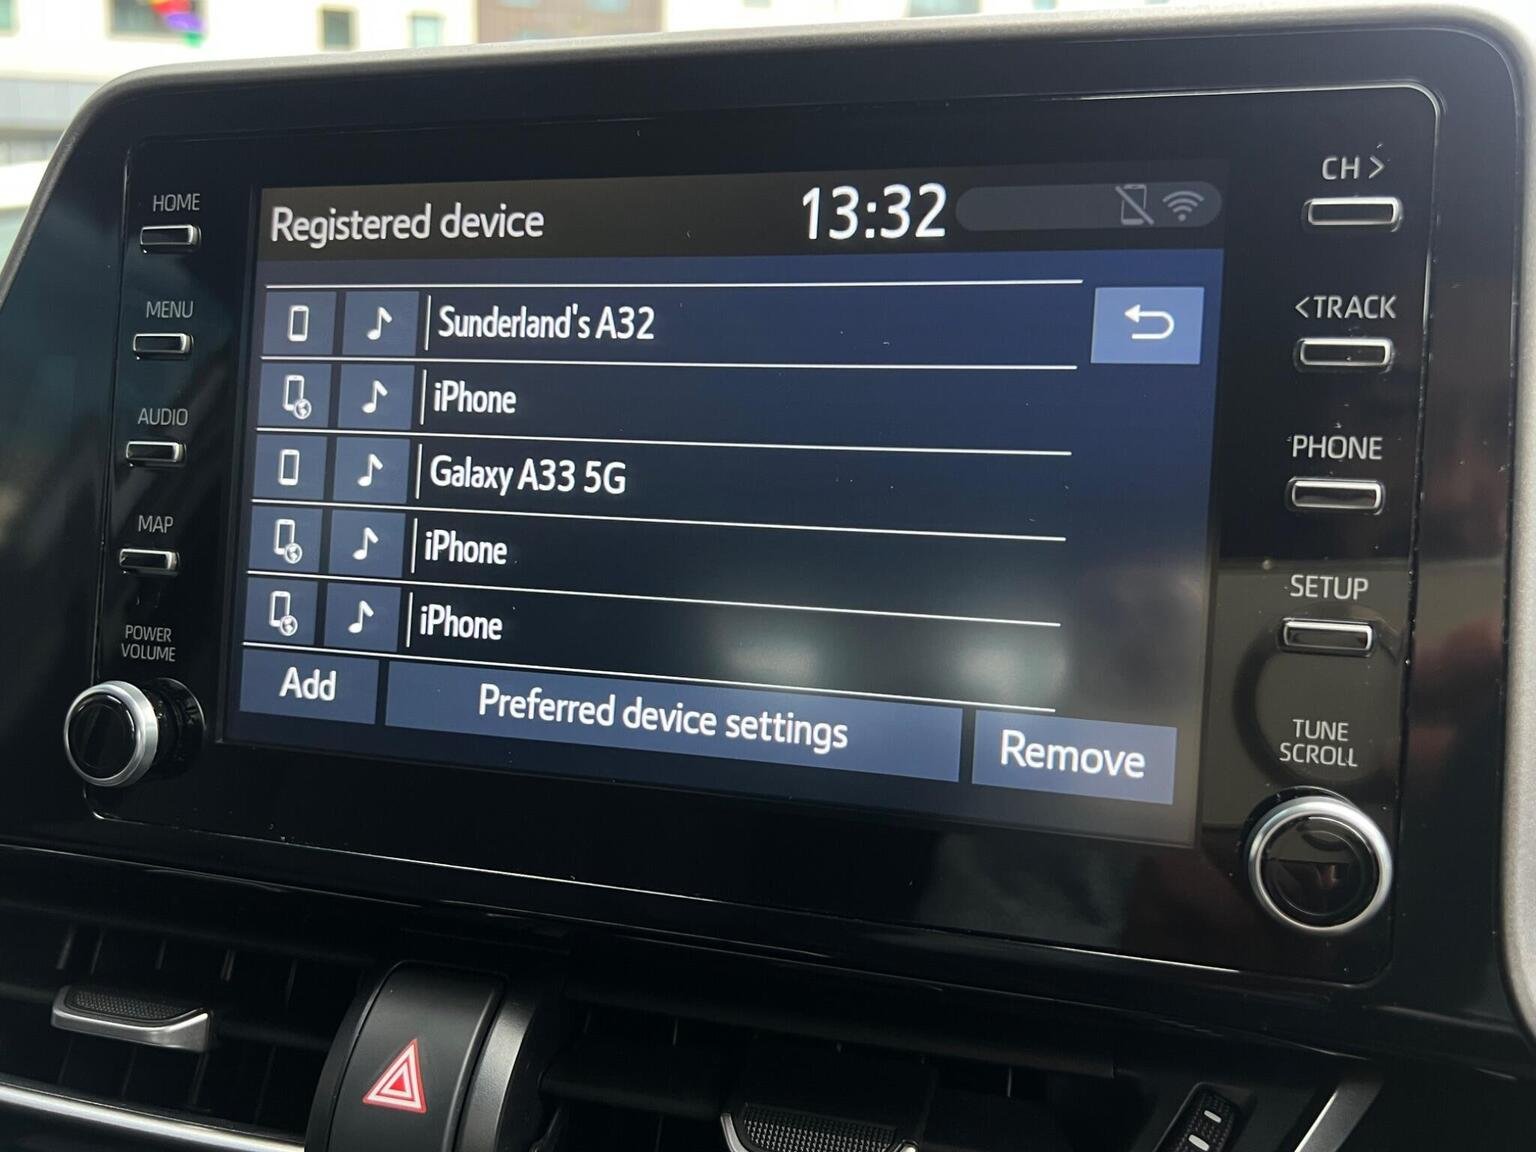 HOME
MENU
AUDIO
MAP
POWER
VOLUME
Registered device
13:32
Sunderland's A32
iPhone
Galaxy A33 5G
iPhone
iPhone
Add
Preferred device settings
Remove
CH >
<TRACK
PHONE
SETUP
TUNE
SCROLL